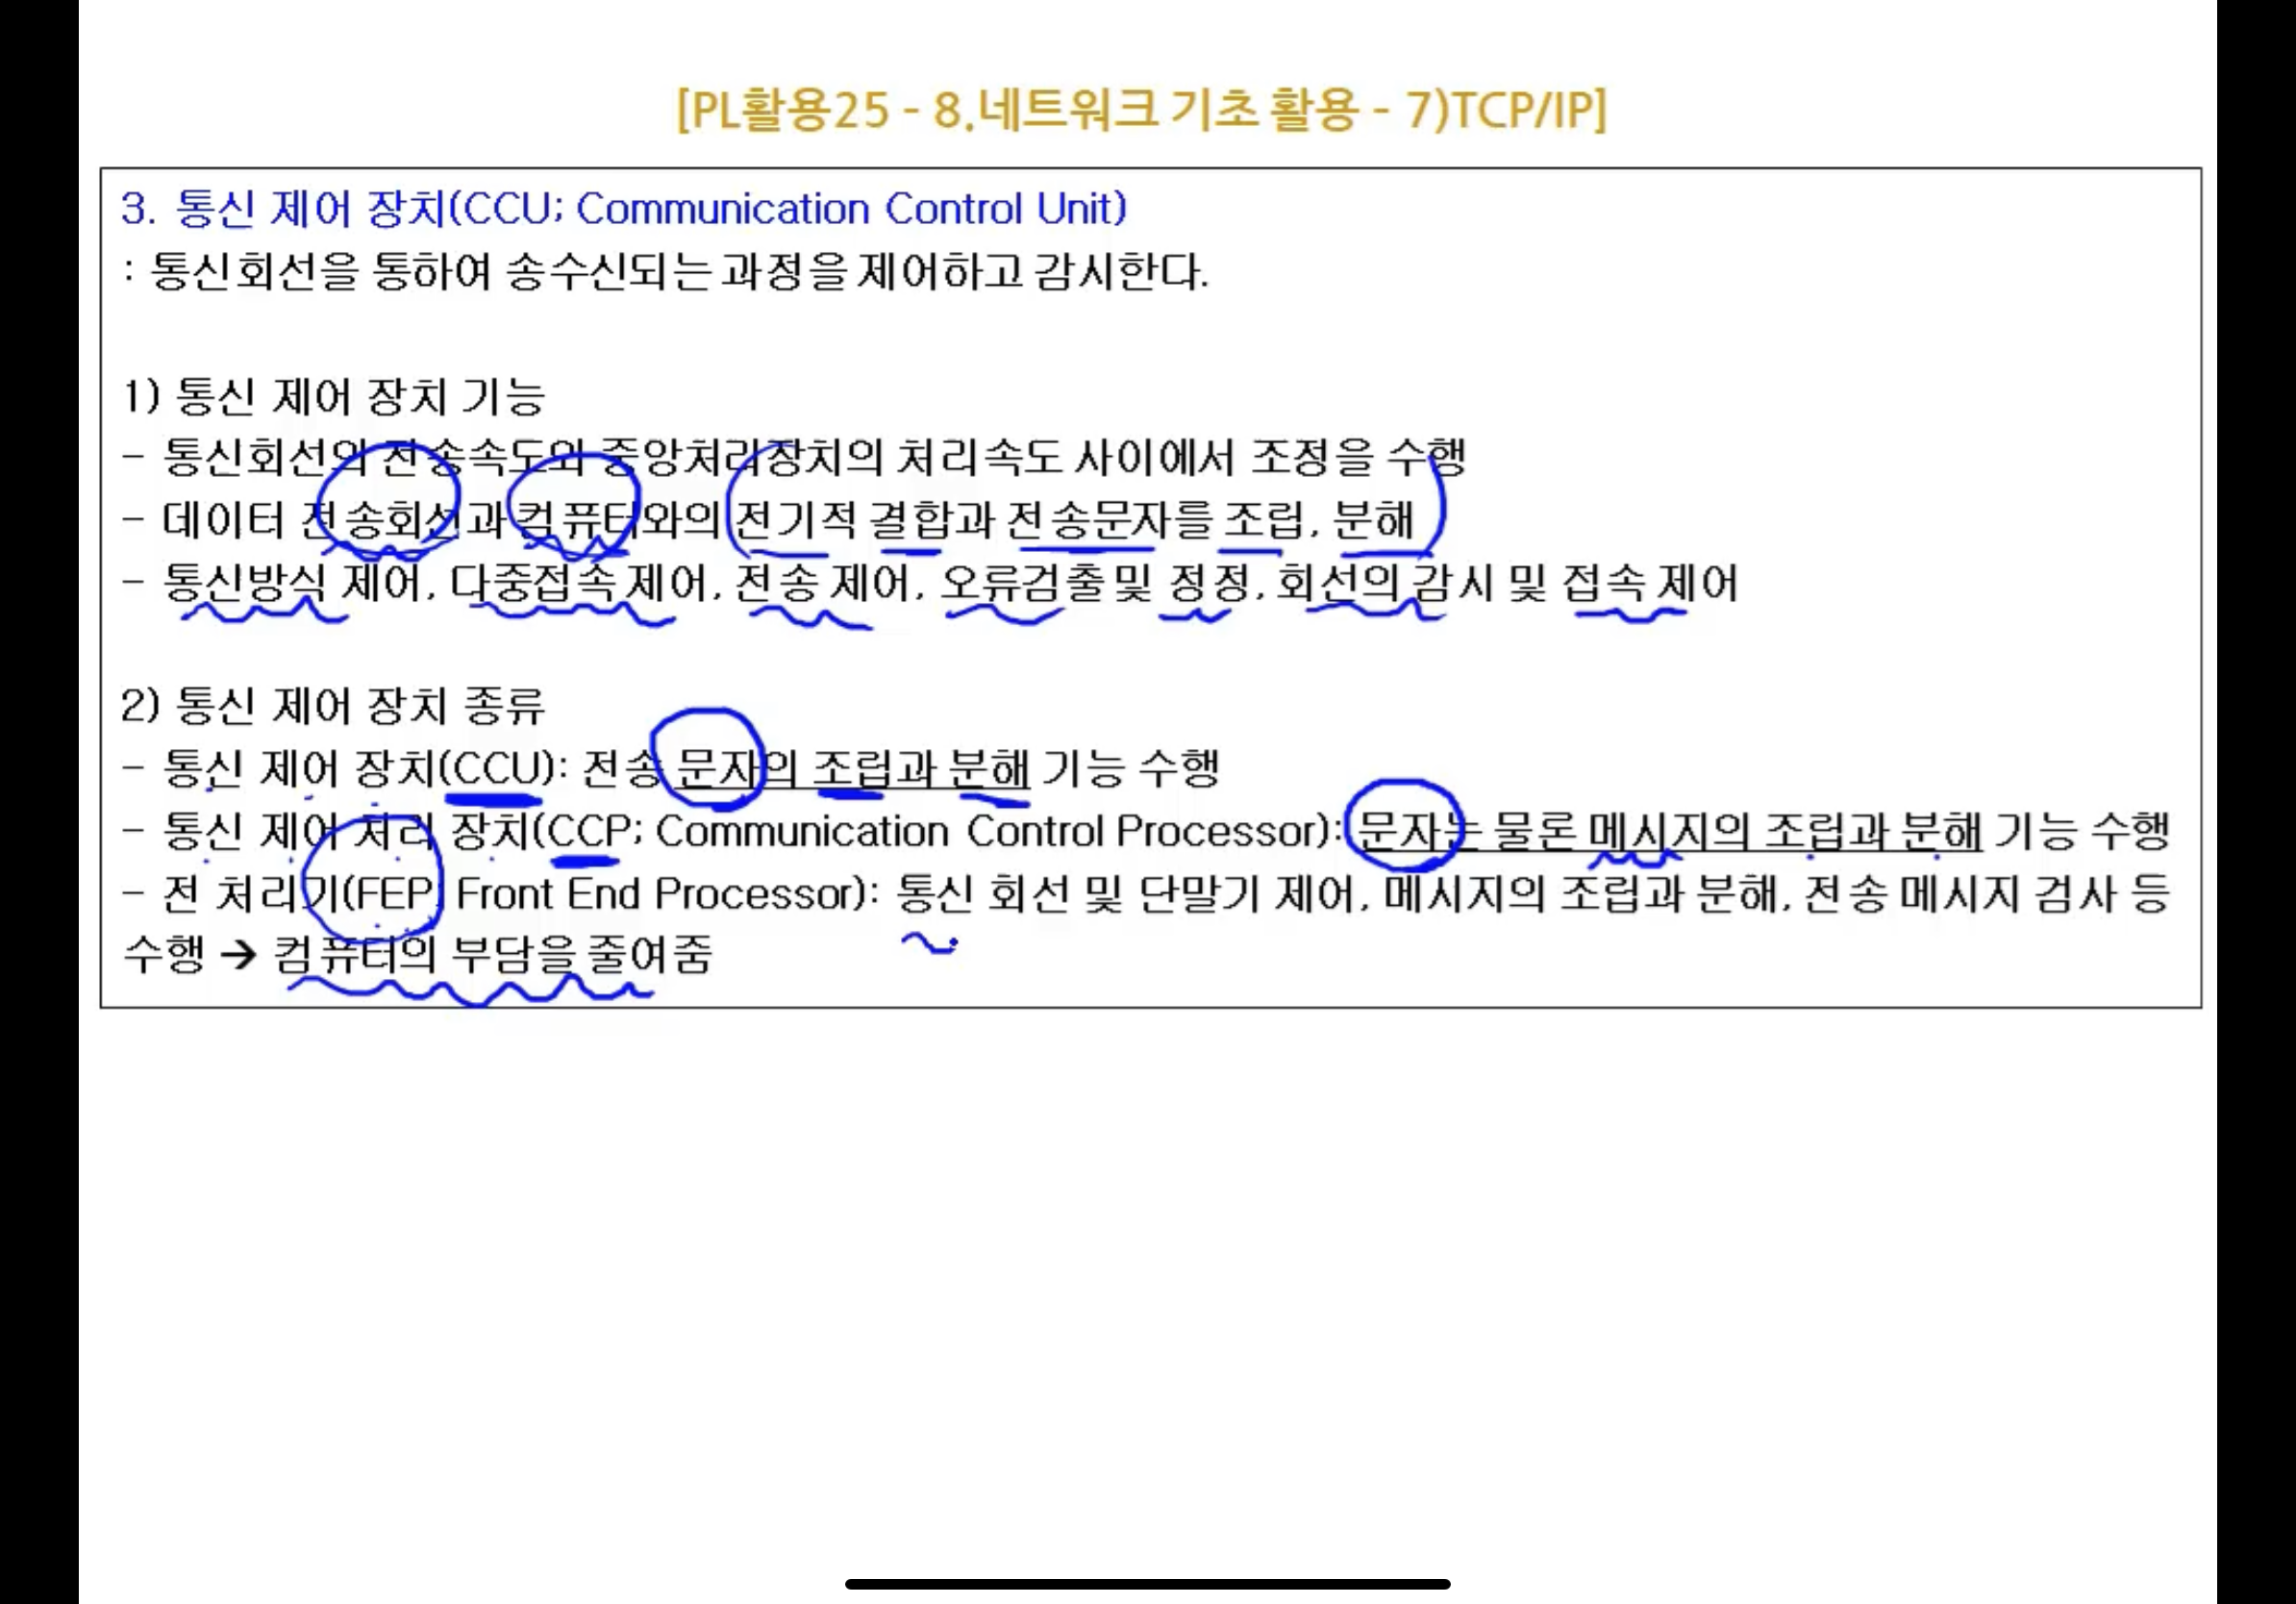 [PL활용25 - 8.네트워크 기초 활용 - 7)TCP/IP]
3. 통신 제어 장치(CCU; Communication Control Unit)
: 통신회선을 통하여 송수신되는 과정을 제어하고 감시한다.
1) 통신 제어 장치 기능
- 통신회선의 전송속도와 중앙처리장치의 처리속도 사이에서 조정을 수행
- 데이터 전송회선과 컴퓨터와의 전기적 결합과 전송문자를 조립, 분해
- 통신방식 제어, 다중접속 제어, 전송 제어, 오류검출 및 정정, 회선의 감시 및 접속 제어
2) 통신 제어 장치 종류
- 통신 제어 장치(CCU): 전송 문자의 조립과 분해 기능 수행
- 통신 제어 처리 장치(CCP; Communication Control Processor): 문자는 물론 메시지의 조립과 분해 기능 수행
- 전 처리기(FEP; Front End Processor): 통신 회선 및 단말기 제어, 메시지의 조립과 분해, 전송 메시지 검사 등
수행 → 컴퓨터의 부담을 줄여줌